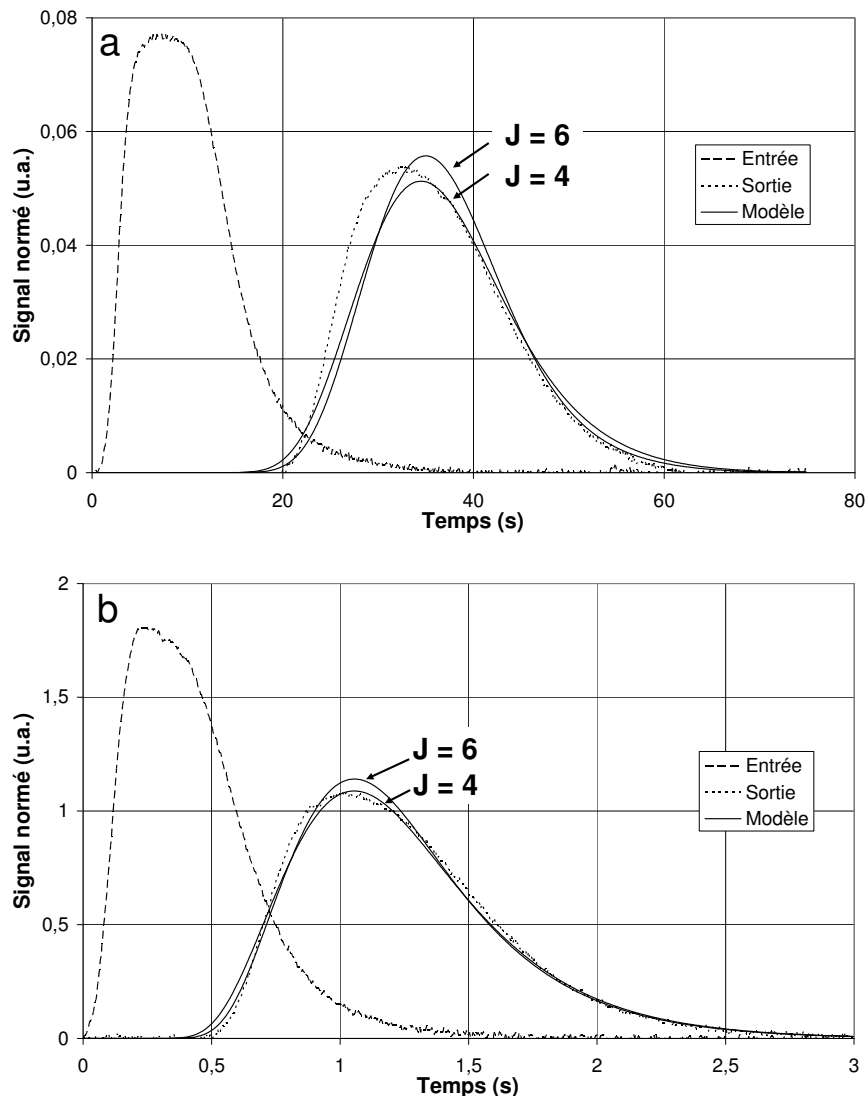 a
0,08
0,06
0,04
0,02
0
Signal normé (u.a.)
J = 6
J = 4
Entrée
Sortie
Modèle
0 20 40 60 80
Temps (s)
b
2
1,5
1
0,5
0
Signal normé (u.a.)
J = 6
J = 4
Entrée
Sortie
Modèle
0 0,5 1 1,5 2 2,5 3
Temps (s)